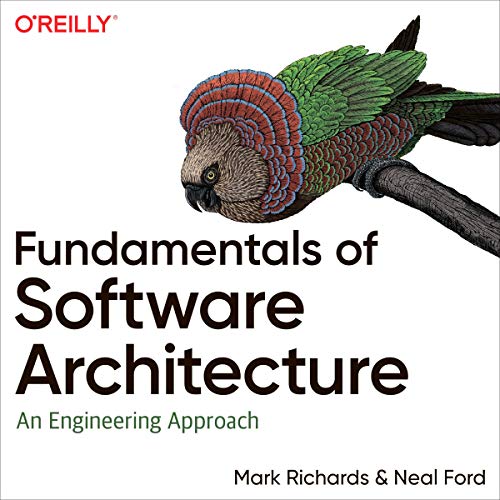 O'REILLY®
Fundamentals of
Software
Architecture
An Engineering Approach
Mark Richards & Neal Ford